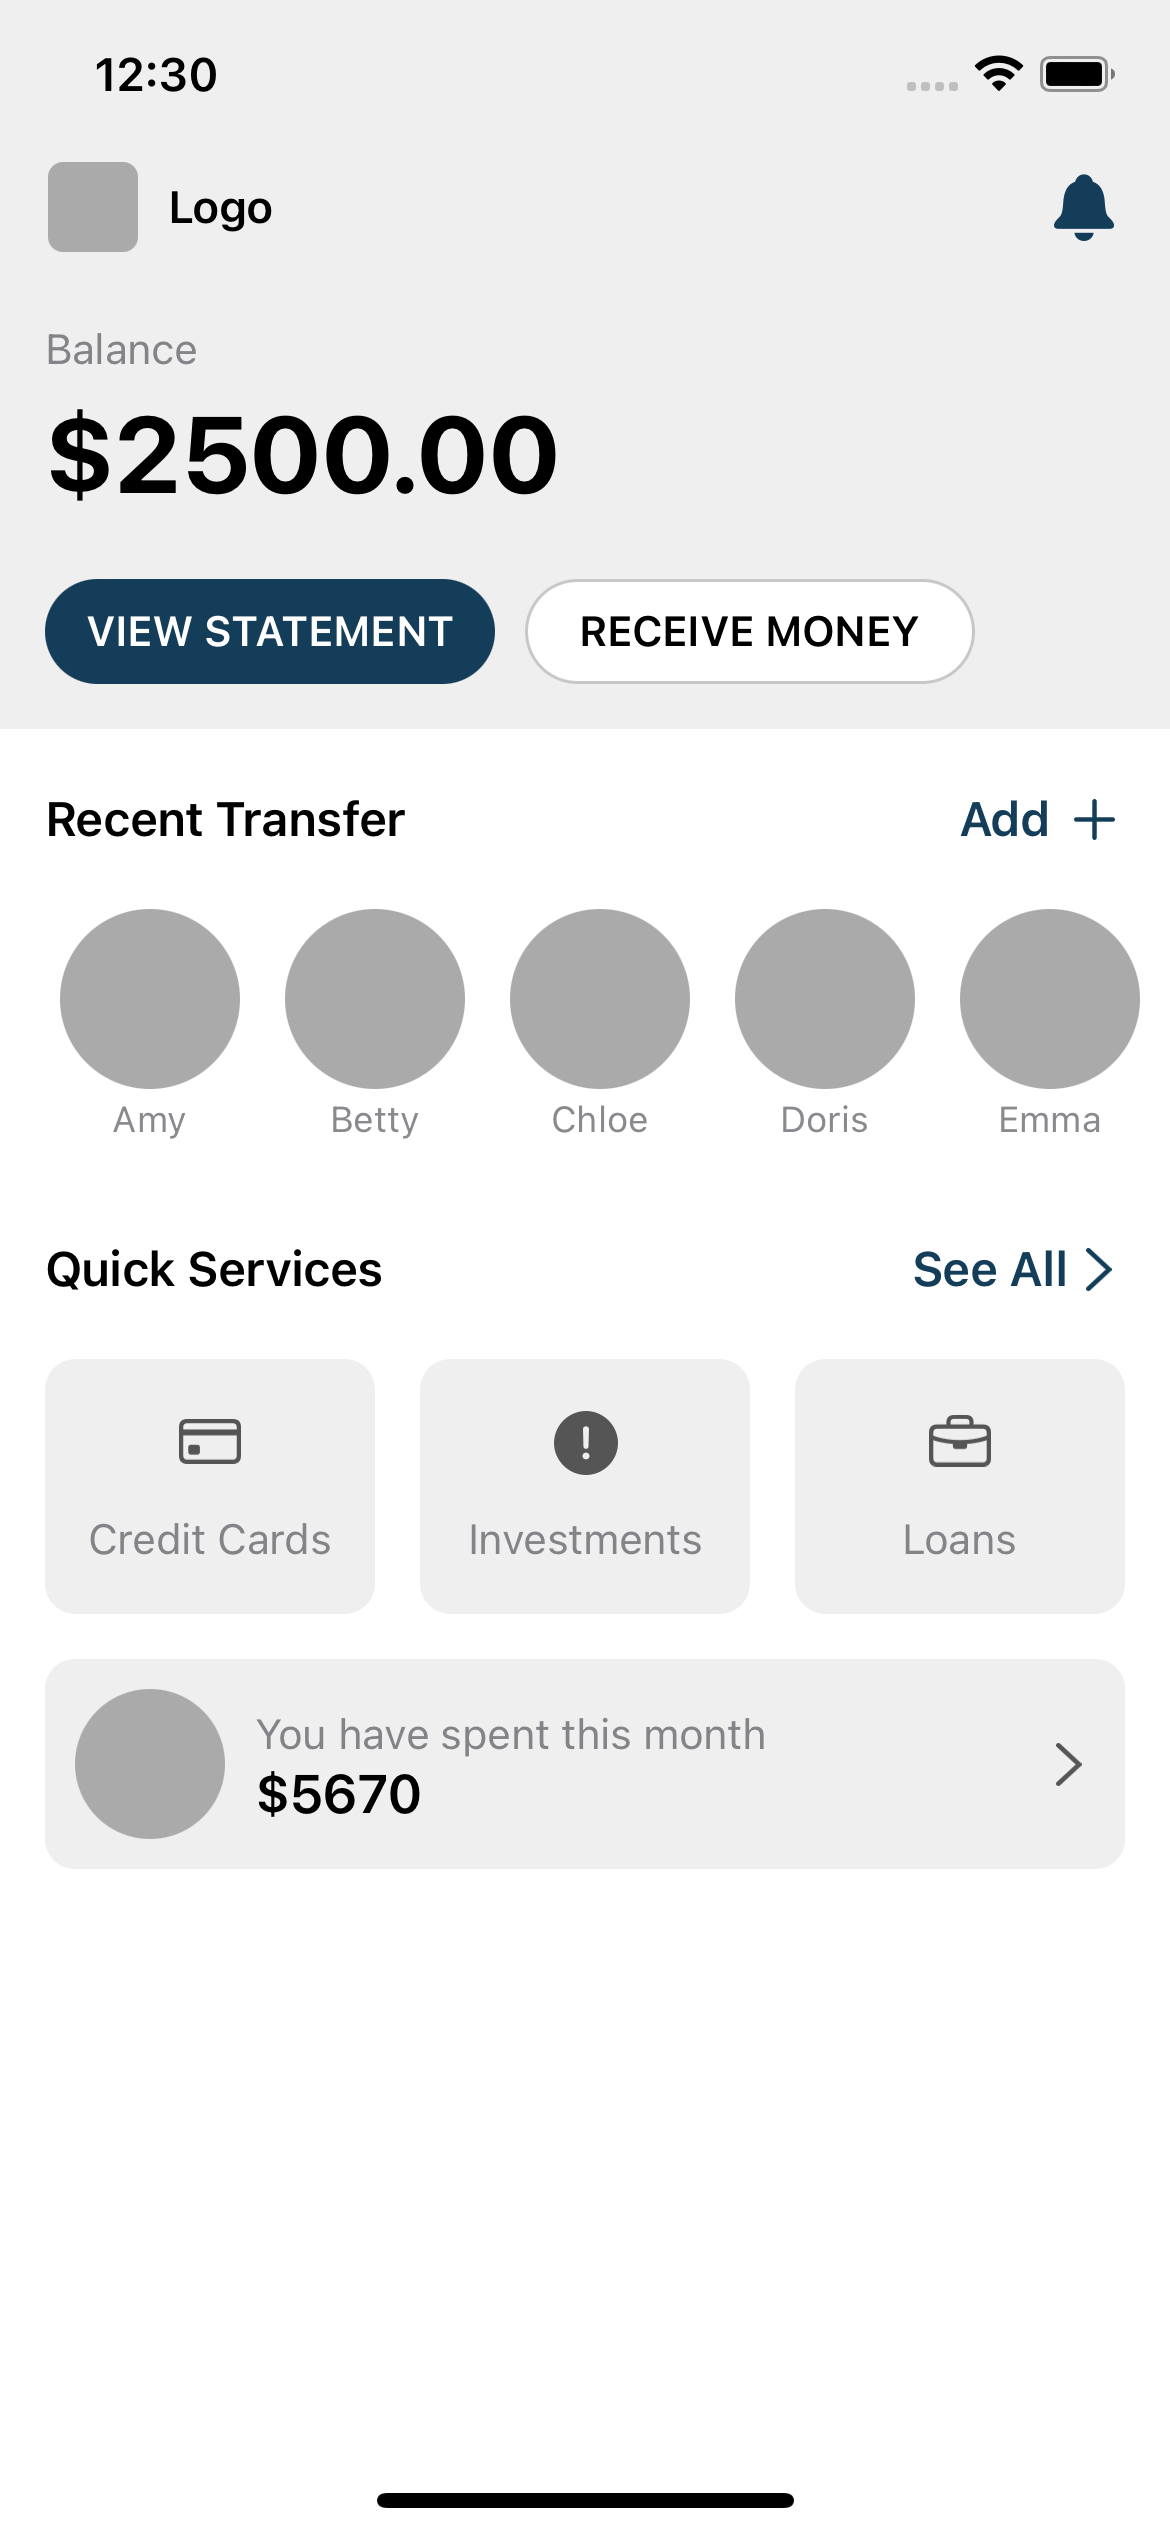 12:30
Logo
Balance
$2500.00
VIEW STATEMENT
RECEIVE MONEY
Recent Transfer
Add
Amy
Betty
Chloe
Doris
Emma
Quick Services
See All
Credit Cards
Investments
Loans
You have spent this month
$5670